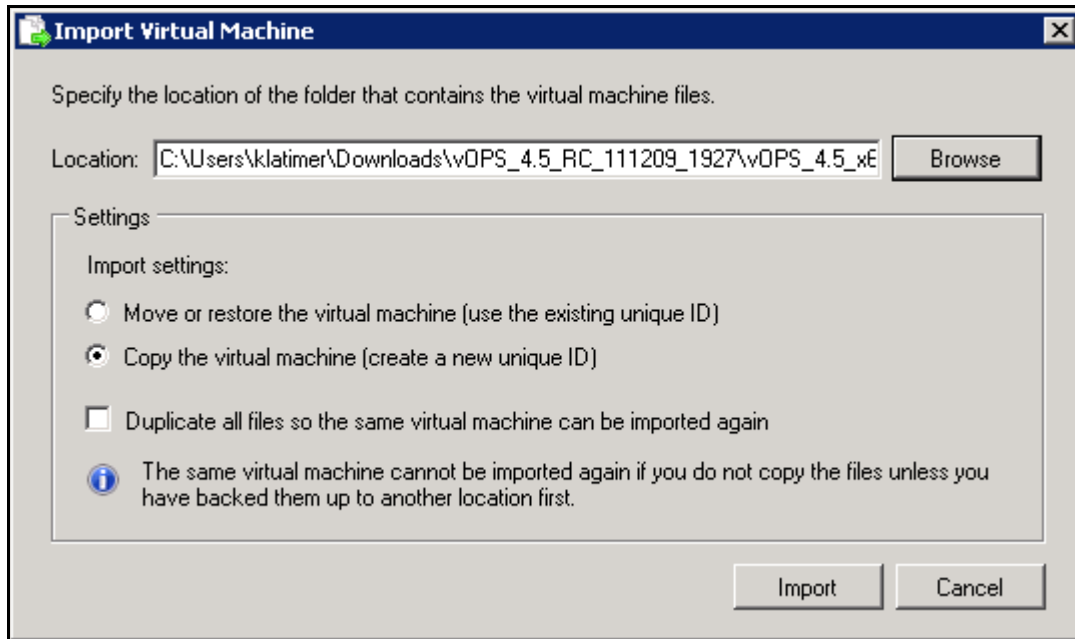 Import Virtual Machine
Specify the location of the folder that contains the virtual machine files.
Location: C:\Users\klatimer\Downloads\vOPS_4.5_RC_111209_1927\vOPS_4.5_x6 Browse
Settings
Import settings:
Move or restore the virtual machine (use the existing unique ID)
Copy the virtual machine (create a new unique ID)
Duplicate all files so the same virtual machine can be imported again
The same virtual machine cannot be imported again if you do not copy the files unless you
have backed them up to another location first.
Import Cancel